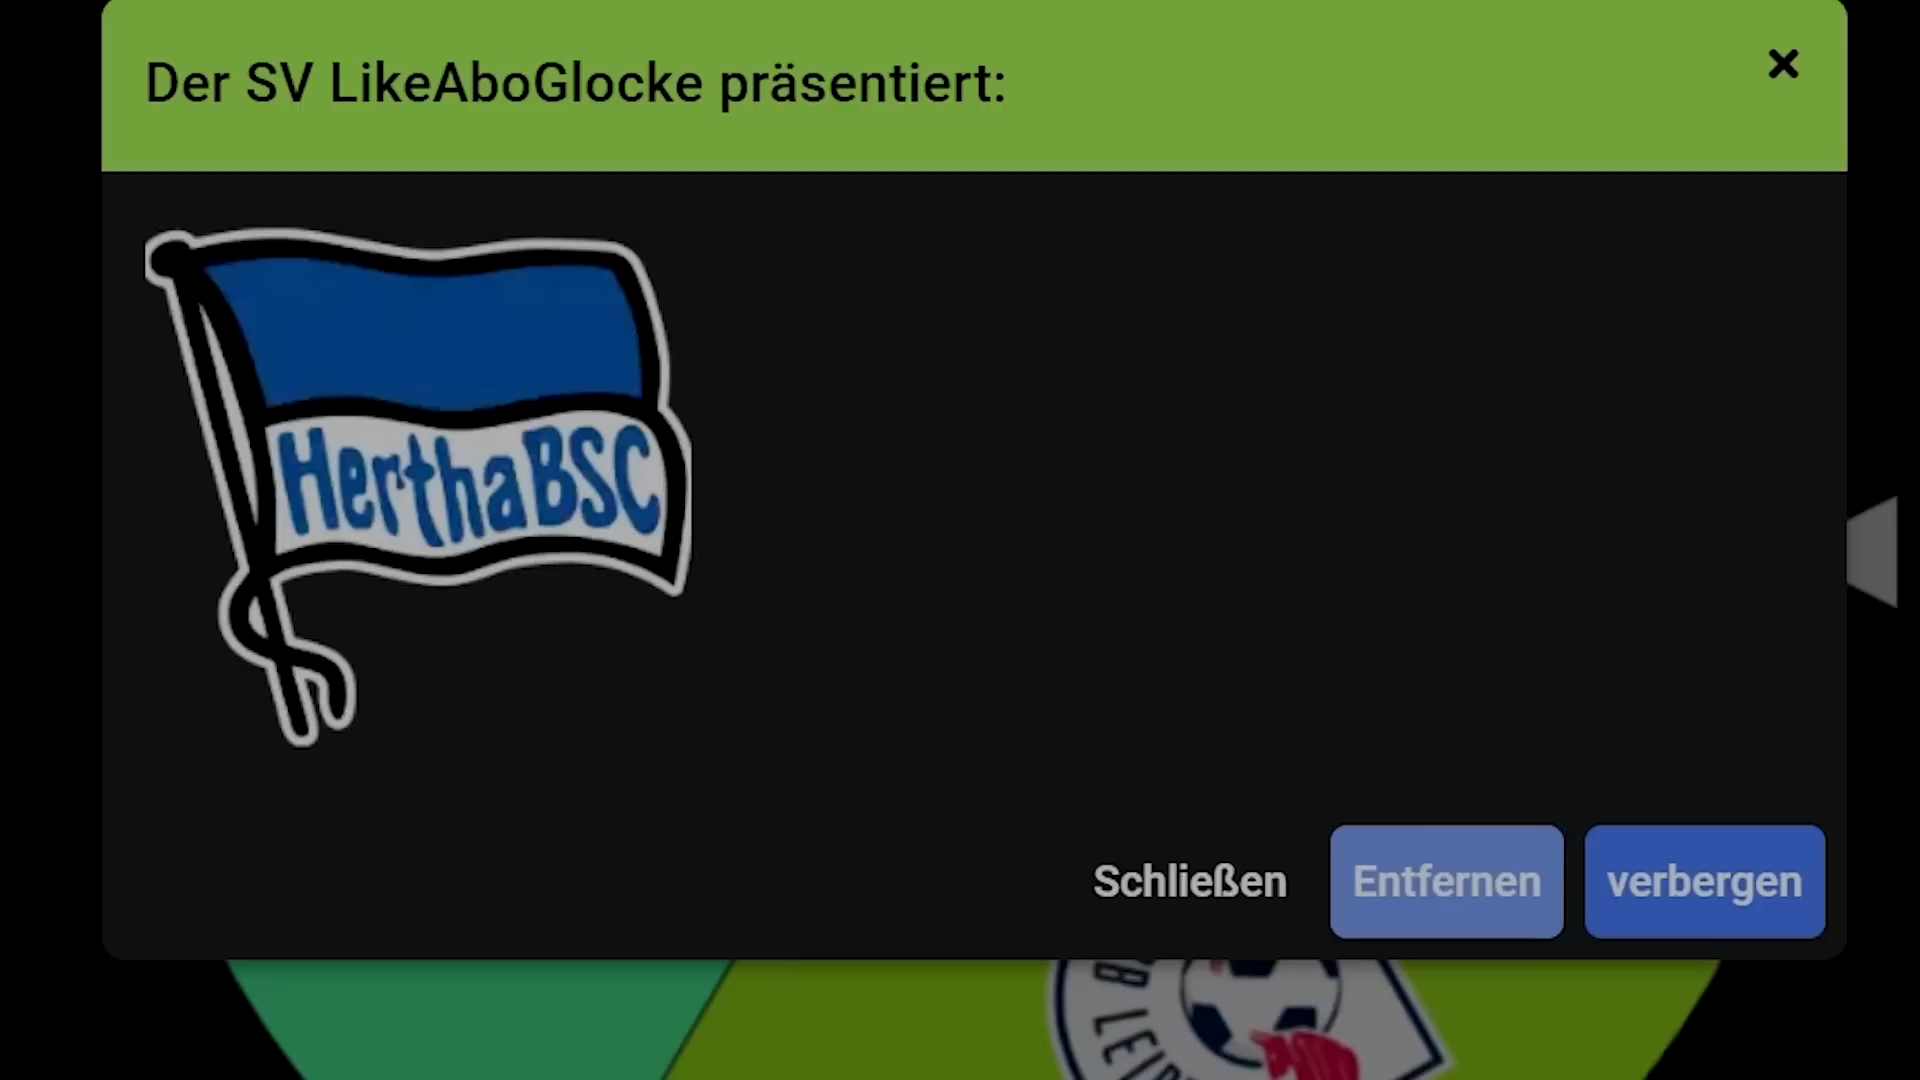 Der SV LikeAboGlocke präsentiert:
HerthaBSC
Schließen
Entfernen
verbergen